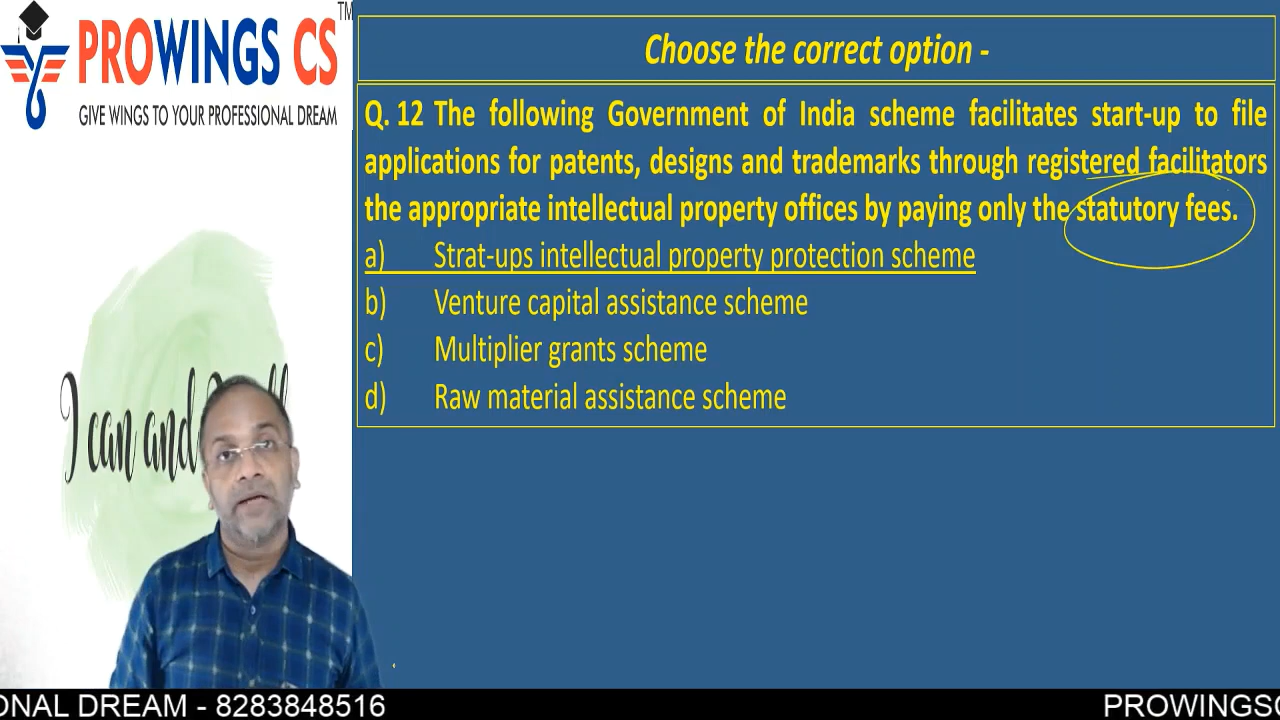 TM
PROWINGS CS
GIVE WINGS TO YOUR PROFESSIONAL DREAM
Choose the correct option -
Q. 12 The following Government of India scheme facilitates start-up to file
applications for patents, designs and trademarks through registered facilitators
the appropriate intellectual property offices by paying only the statutory fees.
a) Strat-ups intellectual property protection scheme
b) Venture capital assistance scheme
c) Multiplier grants scheme
d) Raw material assistance scheme
I can and
ONAL DREAM - 8283848516
PROWINGSC